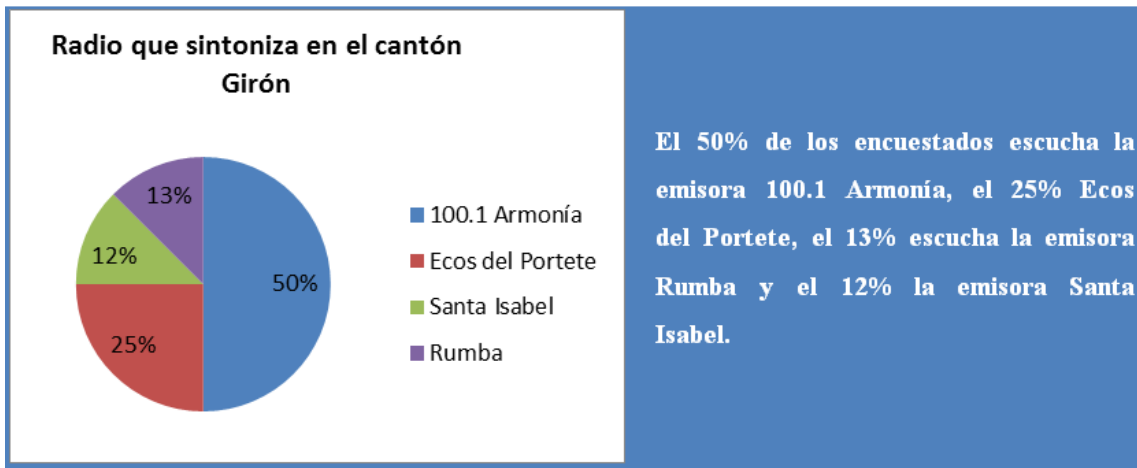 Radio que sintoniza en el cantón
Girón
13%
12%
50%
25%
100.1 Armonía
Ecos del Portete
Santa Isabel
Rumba
El 50% de los encuestados escucha la
emisora 100.1 Armonía, el 25% Ecos
del Portete, el 13% escucha la emisora
Rumba y el 12% la emisora Santa
Isabel.